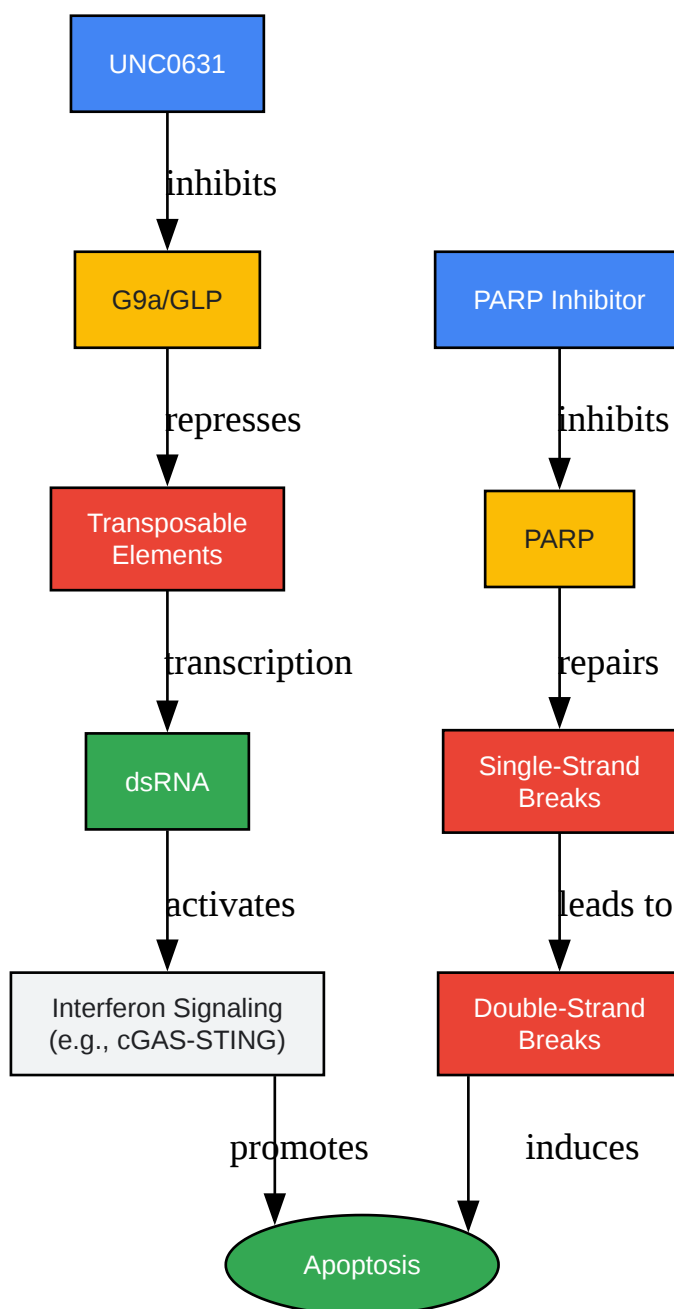 UNC0631
inhibits
G9a/GLP
represses
Transposable
Elements
transcription
dsRNA
activates
Interferon Signaling
(e.g., cGAS-STING)
promotes
PARP Inhibitor
inhibits
PARP
repairs
Single-Strand
Breaks
leads to
Double-Strand
Breaks
induces
Apoptosis